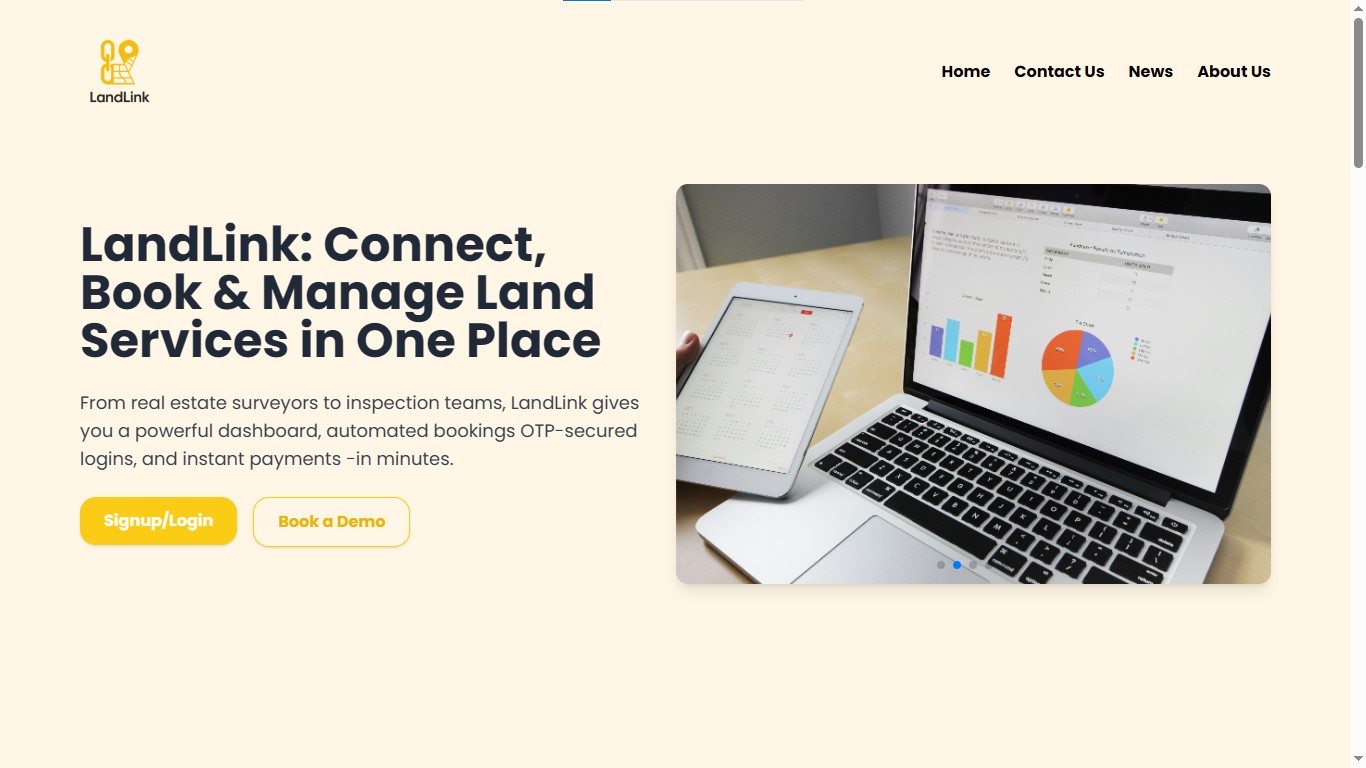 LandLink
Home
Contact Us
News
About Us
LandLink: Connect,
Book & Manage Land
Services in One Place
From real estate surveyors to inspection teams, LandLink gives
you a powerful dashboard, automated bookings OTP-secured
logins, and instant payments -in minutes.
Signup/Login
Book a Demo